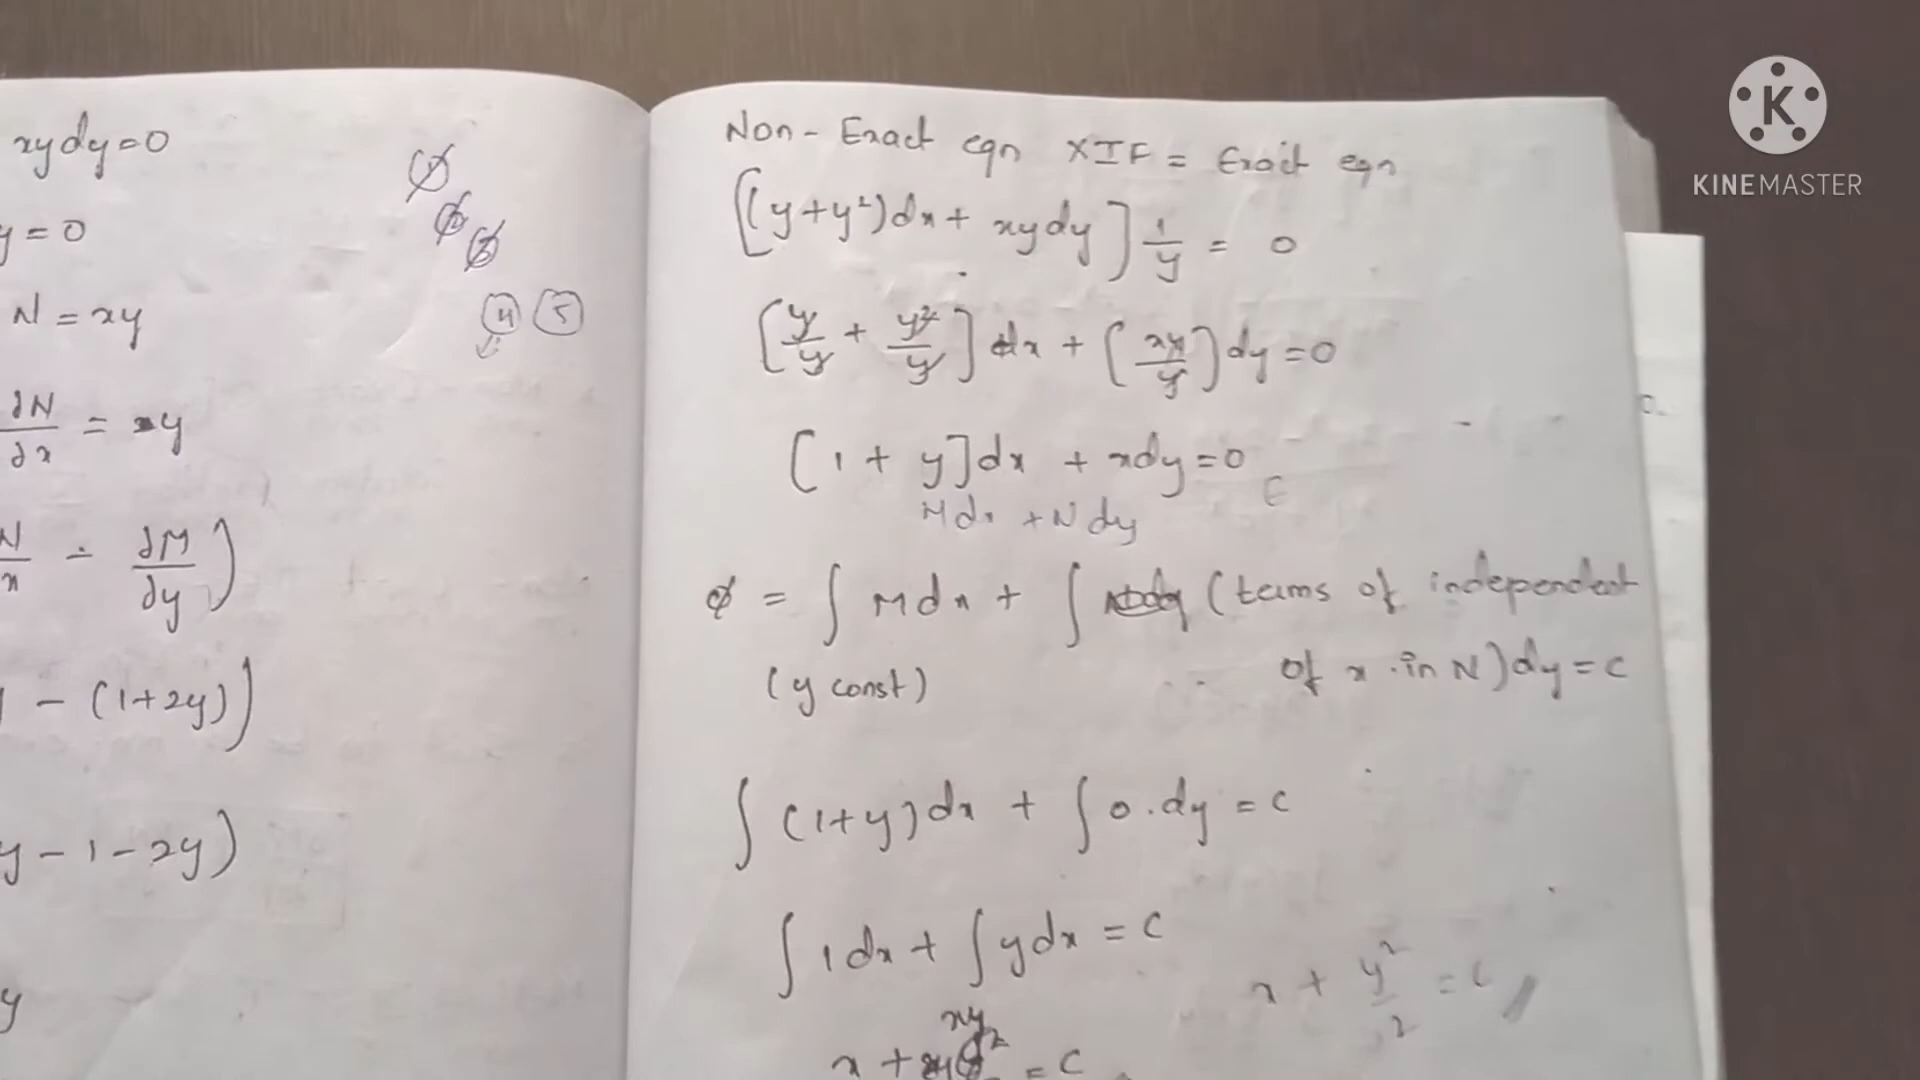 xydy=0
y=0
N = xy
∂N/∂x = y
N/x - ∂M/∂y)
- (1+2y))
y-1-2y)
y
4 5
Non-Exact eqn XIF = Exact eqn
[(y+y²)dx + xydy] 1/y = 0
[y/y + y²/y] dx + [xy/y] dy = 0
[1 + y]dx + xdy = 0
Mdx + Ndy
ϕ = ∫ Mdx + ∫ (terms of independent
(y const) of x in N) dy = c
∫ (1+y)dx + ∫ 0.dy = c
∫ 1dx + ∫ ydx = c
x + y²/2 = c
xy
x + = c
KINEMASTER